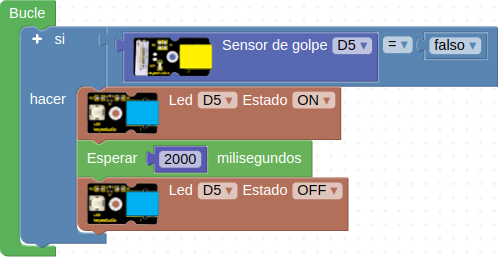 Bucle
si
Sensor de golpe D5 = falso
hacer
Led D5 Estado ON
Esperar 2000 milisegundos
Led D5 Estado OFF